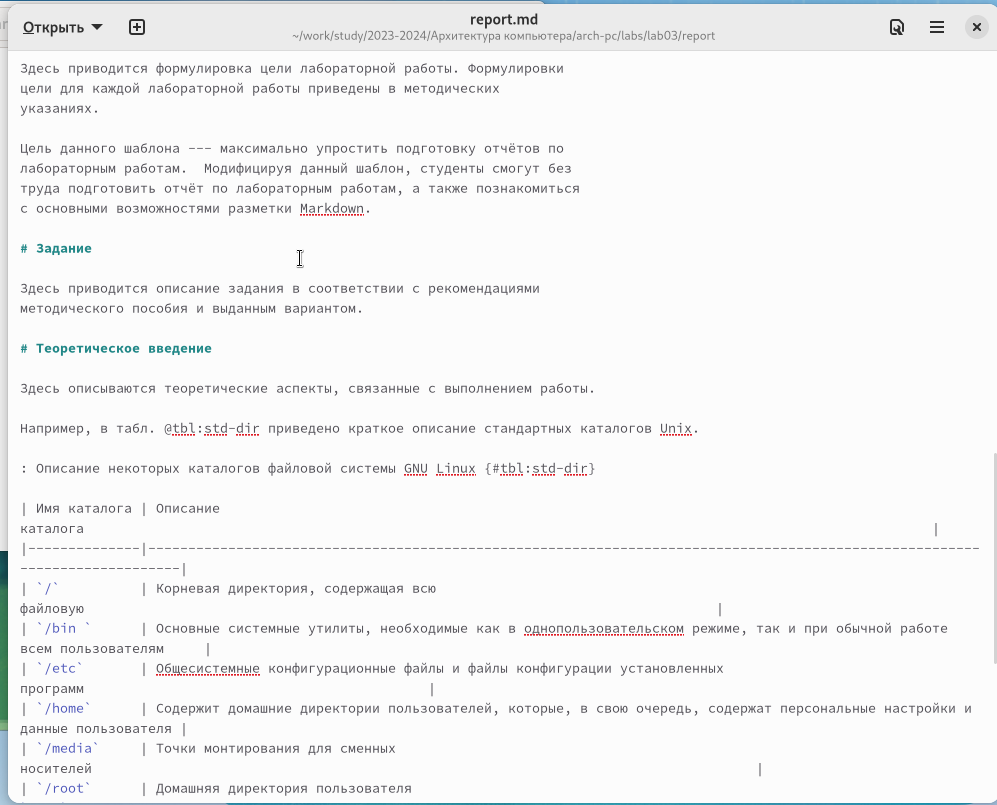 Открыть
report.md
~/work/study/2023-2024/Архитектура компьютера/arch-pc/labs/lab03/report
Здесь приводится формулировка цели лабораторной работы. Формулировки
цели для каждой лабораторной работы приведены в методических
указаниях.
Цель данного шаблона --- максимально упростить подготовку отчётов по
лабораторным работам.  Модифицируя данный шаблон, студенты смогут без
труда подготовить отчёт по лабораторным работам, а также познакомиться
с основными возможностями разметки Markdown.
# Задание
Здесь приводится описание задания в соответствии с рекомендациями
методического пособия и выданным вариантом.
# Теоретическое введение
Здесь описываются теоретические аспекты, связанные с выполнением работы.
Например, в табл. @tbl:std-dir приведено краткое описание стандартных каталогов Unix.
: Описание некоторых каталогов файловой системы GNU Linux {#tbl:std-dir}
| Имя каталога | Описание
каталога |
|--------------|--------------------------------------------------------------------------------------------------------
--------------------|
| `/` | Корневая директория, содержащая всю
файловую |
| `/bin ` | Основные системные утилиты, необходимые как в однопользовательском режиме, так и при обычной работе
всем пользователям |
| `/etc` | Общесистемные конфигурационные файлы и файлы конфигурации установленных
программ |
| `/home` | Содержит домашние директории пользователей, которые, в свою очередь, содержат персональные настройки и
данные пользователя |
| `/media` | Точки монтирования для сменных
носителей |
| `/root` | Домашняя директория пользователя